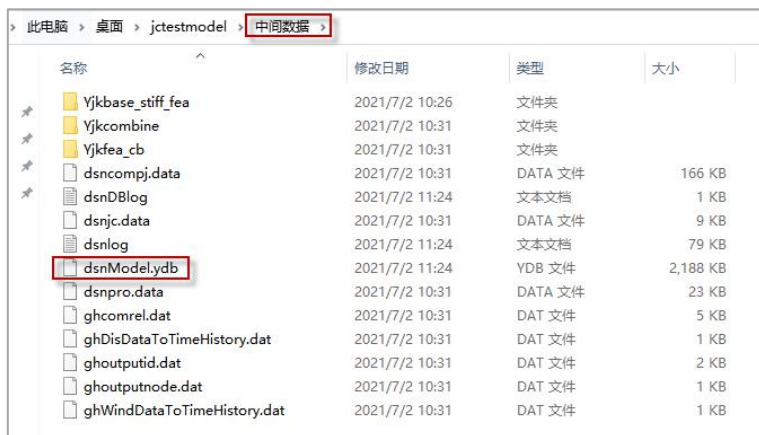 › 此电脑 › 桌面 › jctestmodel › 中间数据 ›
名称 修改日期 类型 大小
Yjkbase_stiff_fea 2021/7/2 10:26 文件夹
Yjkcombine 2021/7/2 10:31 文件夹
Yjkfea_cb 2021/7/2 10:31 文件夹
dsncompj.data 2021/7/2 10:31 DATA 文件 166 KB
dsnDBlog 2021/7/2 11:24 文本文档 1 KB
dsnjc.data 2021/7/2 10:31 DATA 文件 9 KB
dsnlog 2021/7/2 11:24 文本文档 79 KB
dsnModel.ydb 2021/7/2 11:24 YDB 文件 2,188 KB
dsnpro.data 2021/7/2 10:31 DATA 文件 23 KB
ghcomrel.dat 2021/7/2 10:31 DAT 文件 5 KB
ghDisDataToTimeHistory.dat 2021/7/2 10:31 DAT 文件 1 KB
ghoutputid.dat 2021/7/2 10:31 DAT 文件 2 KB
ghoutputnode.dat 2021/7/2 10:31 DAT 文件 1 KB
ghWindDataToTimeHistory.dat 2021/7/2 10:31 DAT 文件 1 KB